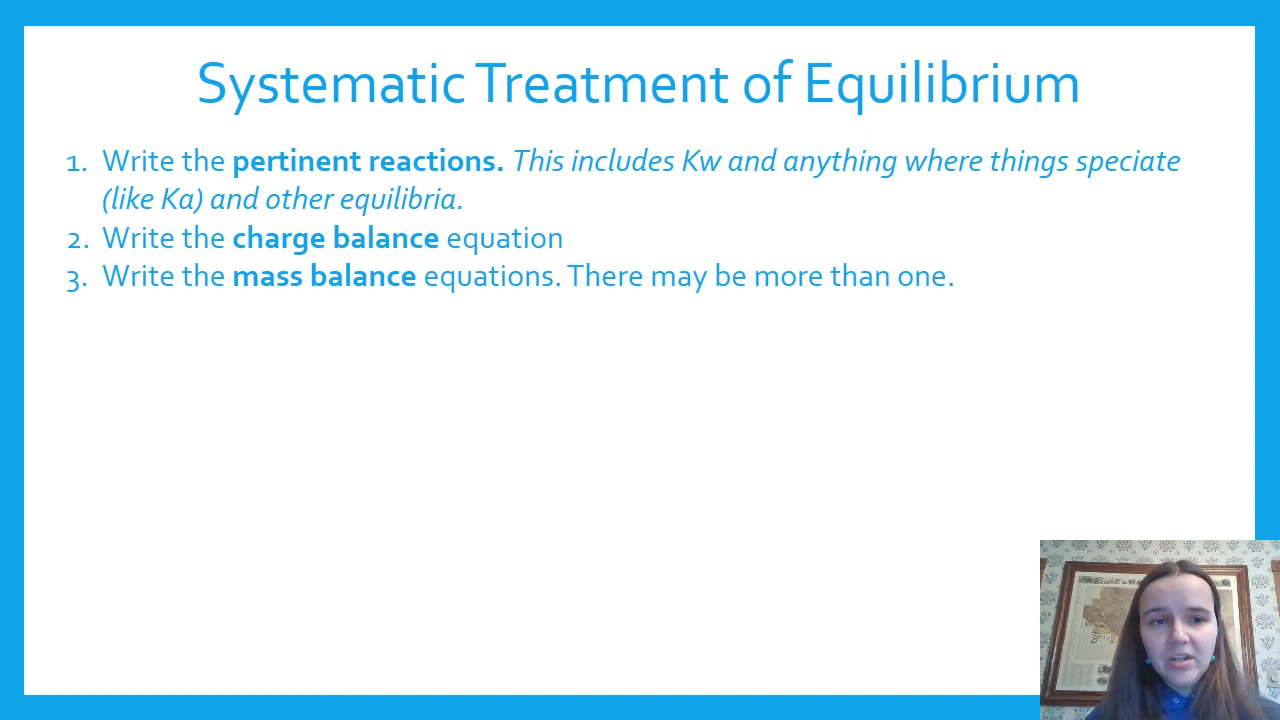 Systematic Treatment of Equilibrium
1. Write the pertinent reactions. This includes Kw and anything where things speciate
(like Ka) and other equilibria.
2. Write the charge balance equation
3. Write the mass balance equations. There may be more than one.